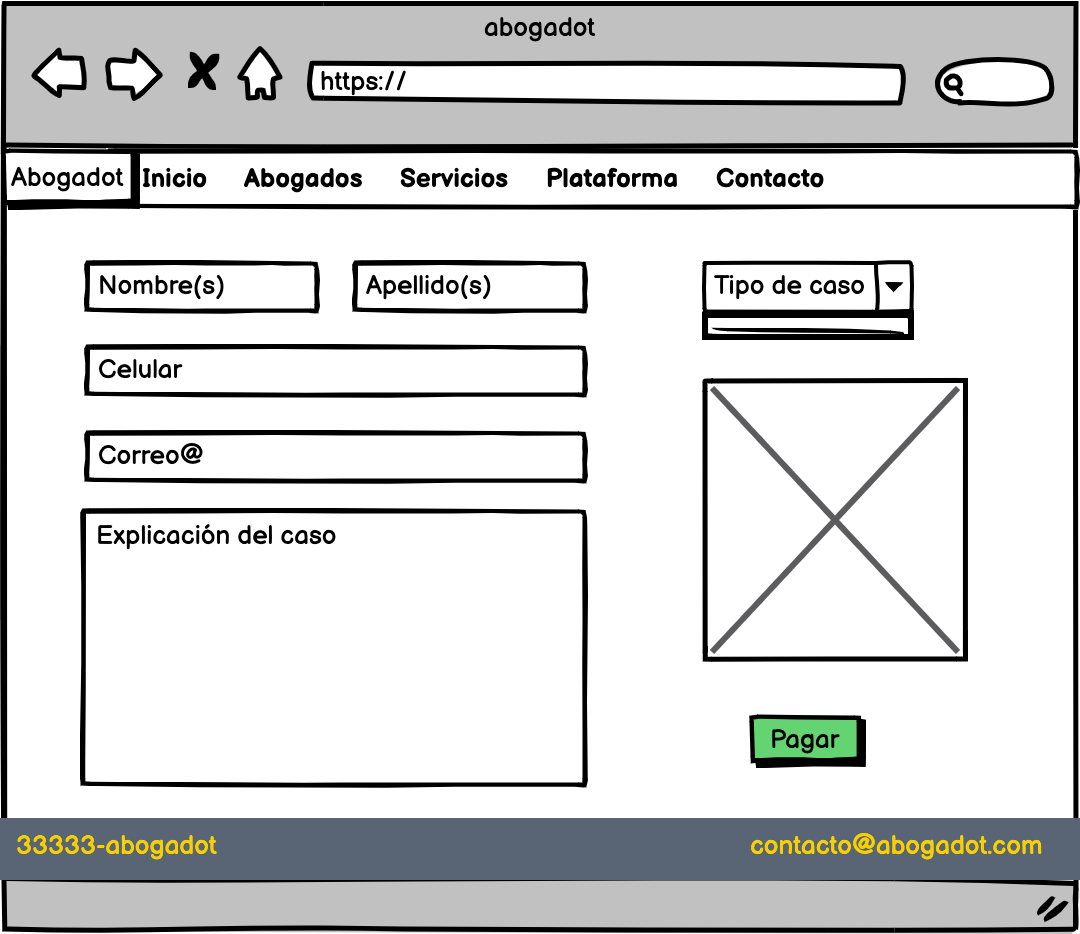 abogadot
https://
Abogadot Inicio Abogados Servicios Plataforma Contacto
Nombre(s) Apellido(s) Tipo de caso
Celular
Correo@
Explicación del caso
Pagar
33333-abogadot contacto@abogadot.com